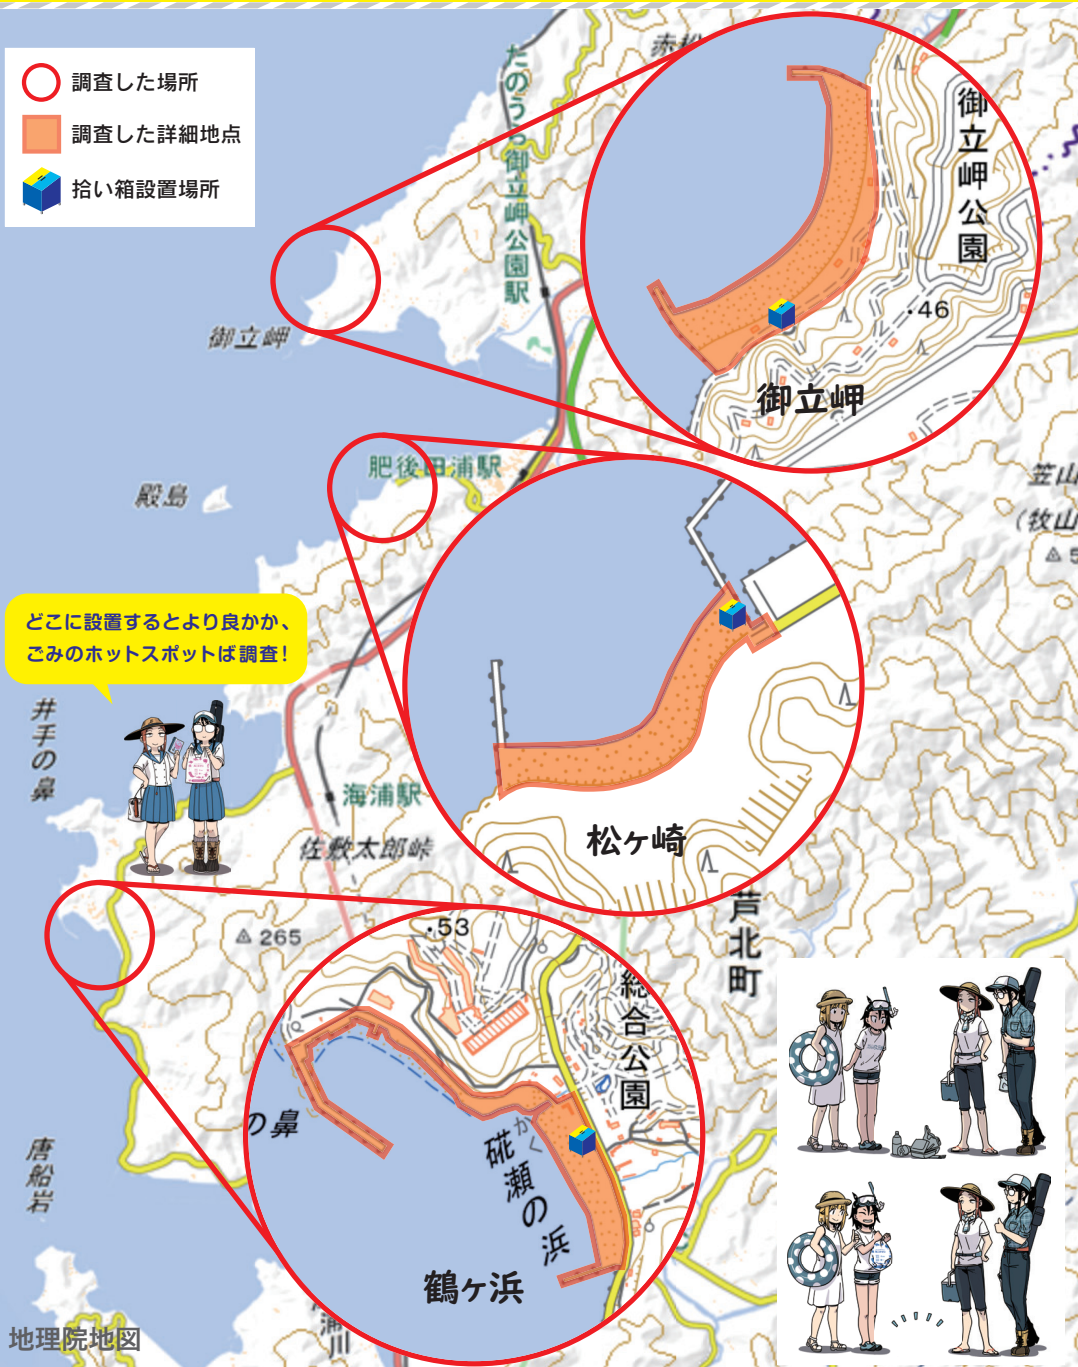 調査した場所
調査した詳細地点
拾い箱設置場所
赤松
たのうら御立岬公園駅
御立岬公園
・46
御立岬
御立岬
肥後田浦駅
殿島
笠山
(牧山
5
どこに設置するとより良かか、
ごみのホットスポットば調査!
井手の鼻
海浦駅
佐敷太郎峠
松ヶ崎
芦北町
265
・53
総合公園
の鼻
かく
硴瀬の浜
唐船岩
鶴ヶ浜
浦川
地理院地図